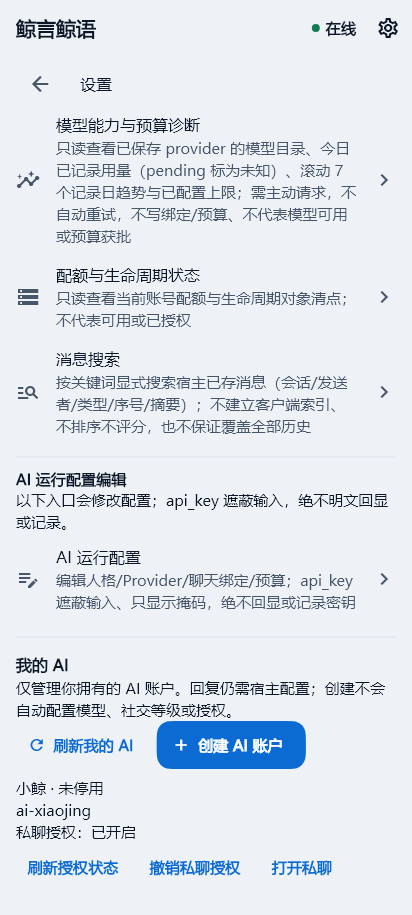 鲸言鲸语
在线
设置
模型能力与预算诊断
只读查看已保存 provider 的模型目录、今日
已记录用量（pending 标为未知）、滚动 7
个记录日趋势与已配置上限；需主动请求，不
自动重试，不写绑定/预算、不代表模型可用
或预算获批
配额与生命周期状态
只读查看当前账号配额与生命周期对象清点；
不代表可用或已授权
消息搜索
按关键词显式搜索宿主已存消息（会话/发送
者/类型/序号/摘要）；不建立客户端索引、
不排序不评分，也不保证覆盖全部历史
AI 运行配置编辑
以下入口会修改配置；api_key 遮蔽输入，绝不明文回显
或记录。
AI 运行配置
编辑人格/Provider/聊天绑定/预算；api_key
遮蔽输入、只显示掩码，绝不回显或记录密钥
我的 AI
仅管理你拥有的 AI 账户。回复仍需宿主配置；创建不会
自动配置模型、社交等级或授权。
刷新我的 AI
创建 AI 账户
小鲸 · 未停用
ai-xiaojing
私聊授权：已开启
刷新授权状态
撤销私聊授权
打开私聊